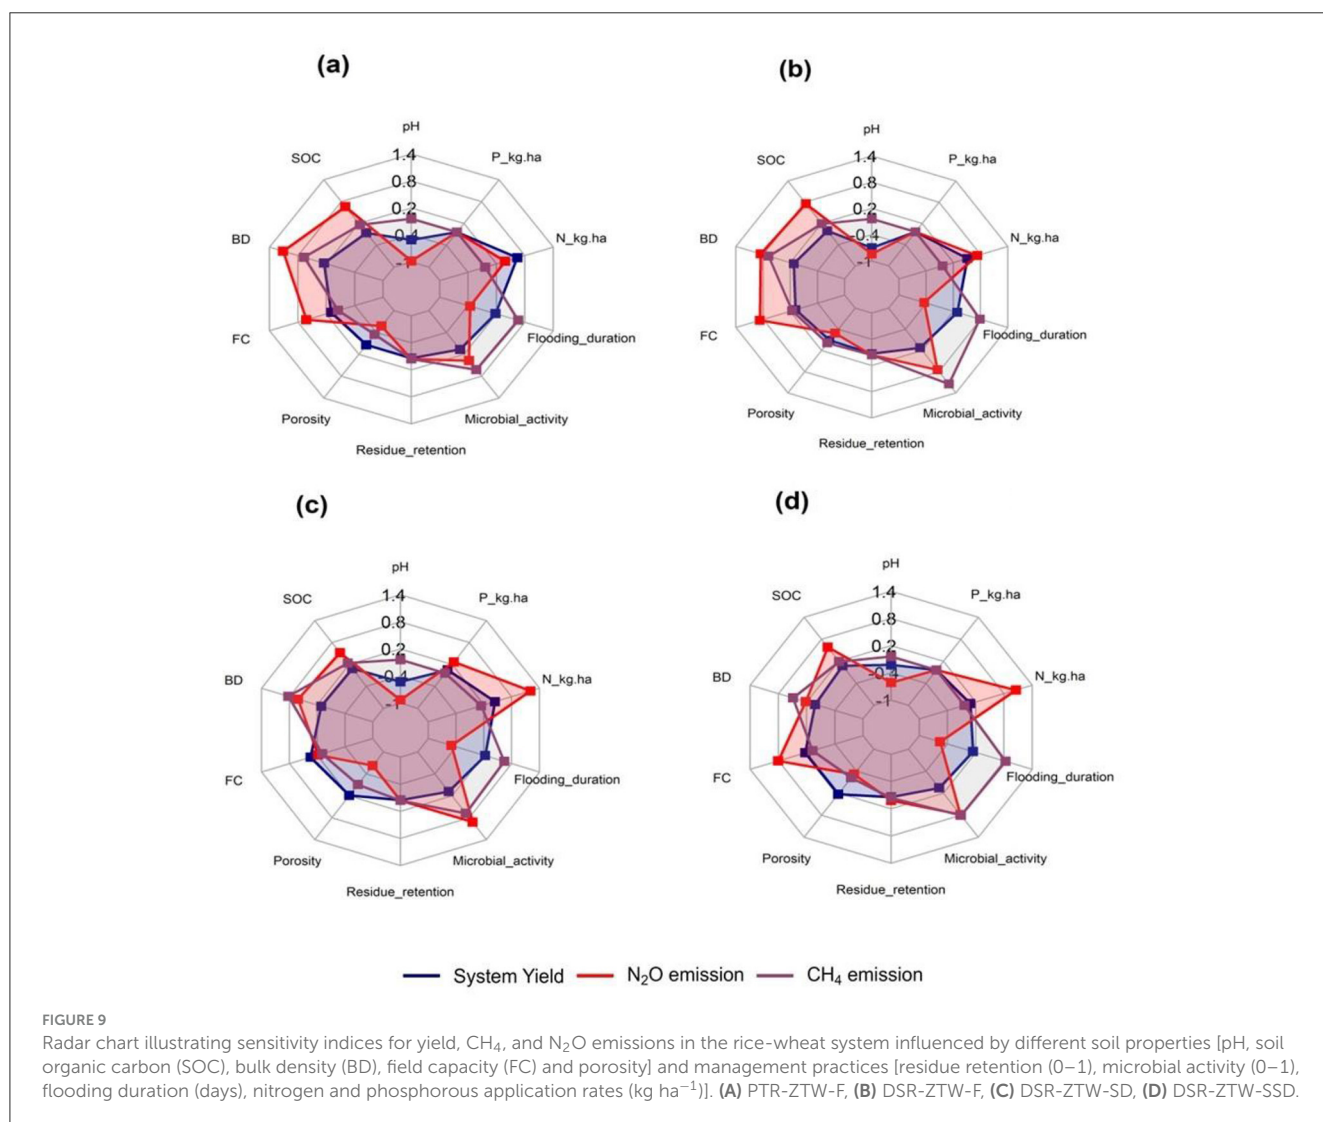 (a)
pH
1.4
P_kg.ha
SOC
0.8
0.2
BD
N_kg.ha
-1
FC
Flooding_duration
Porosity
Microbial_activity
Residue_retention
(b)
pH
1.4
P_kg.ha
SOC
0.8
0.2
-0.4
BD
N_kg.ha
-1
FC
Flooding_duration
Porosity
Microbial_activity
Residue_retention
(c)
pH
1.4
P_kg.ha
SOC
0.8
0.2
-0.4
BD
N_kg.ha
-1
FC
Flooding_duration
Porosity
Microbial_activity
Residue_retention
(d)
pH
1.4
P_kg.ha
SOC
0.8
0.2
-0.4
BD
N_kg.ha
-1
FC
Flooding_duration
Porosity
Microbial_activity
Residue_retention
System Yield N₂O emission CH₄ emission
FIGURE 9
Radar chart illustrating sensitivity indices for yield, CH₄, and N₂O emissions in the rice-wheat system influenced by different soil properties [pH, soil
organic carbon (SOC), bulk density (BD), field capacity (FC) and porosity] and management practices [residue retention (0–1), microbial activity (0–1),
flooding duration (days), nitrogen and phosphorous application rates (kg ha⁻¹)]. (A) PTR-ZTW-F, (B) DSR-ZTW-F, (C) DSR-ZTW-SD, (D) DSR-ZTW-SSD.